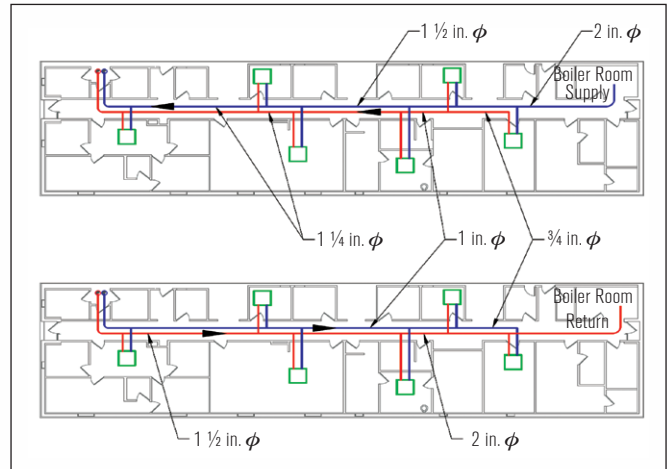 1 ½ in. ϕ
2 in. ϕ
Boiler Room
Supply
1 ¼ in. ϕ
1 in. ϕ
¾ in. ϕ
Boiler Room
Return
1 ½ in. ϕ
2 in. ϕ